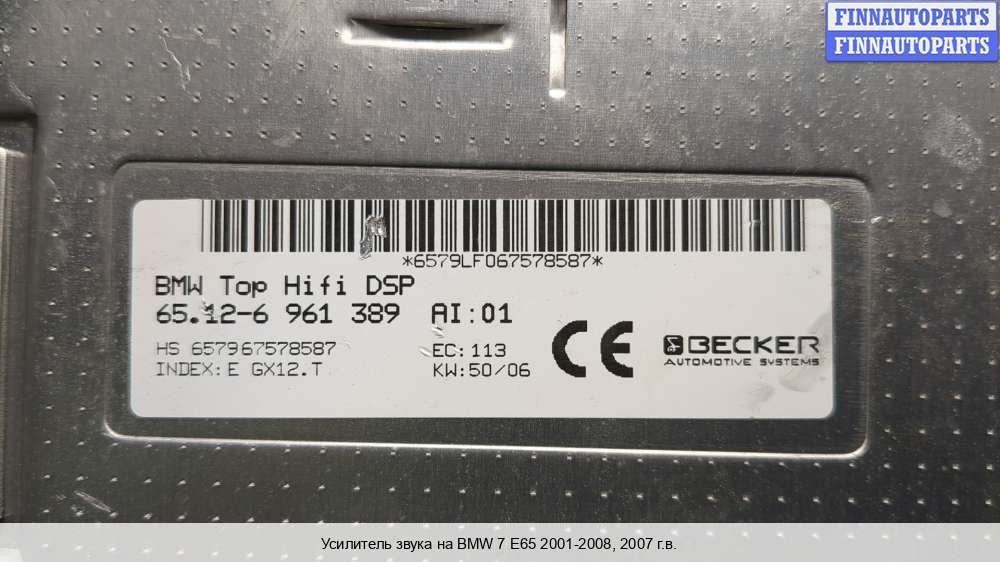 FINNAUTOPARTS
FINNAUTOPARTS
*6579LF067578587*
BMW Top Hifi DSP
65.12-6 961 389 AI:01
HS 657967578587 EC:113
INDEX:E GX12.T KW:50/06
CE
BECKER
AUTOMOTIVE SYSTEMS
Усилитель звука на BMW 7 E65 2001-2008, 2007 г.в.